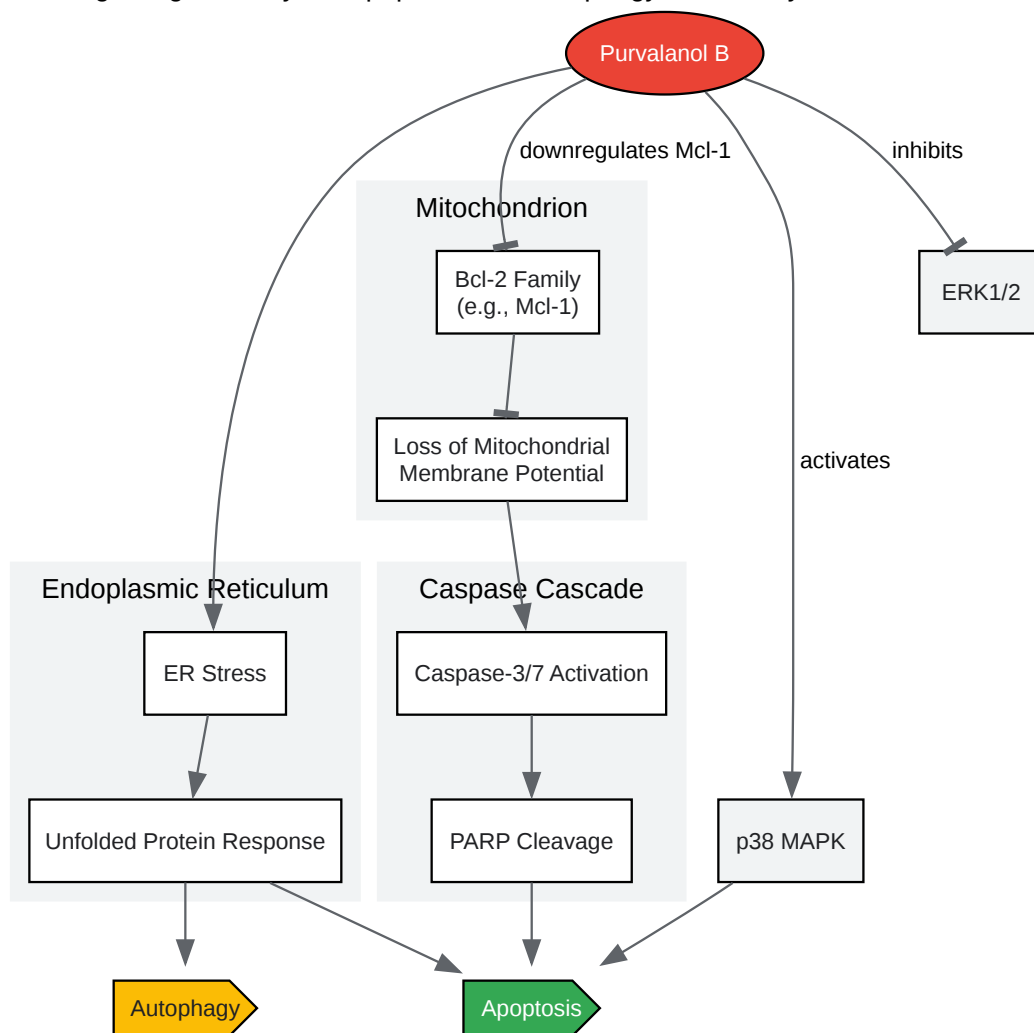 Purvalanol B
downregulates Mcl-1
inhibits
Mitochondrion
Bcl-2 Family
(e.g., Mcl-1)
ERK1/2
Loss of Mitochondrial
Membrane Potential
activates
Endoplasmic Reticulum
Caspase Cascade
ER Stress
Caspase-3/7 Activation
Unfolded Protein Response
PARP Cleavage
p38 MAPK
Autophagy
Apoptosis